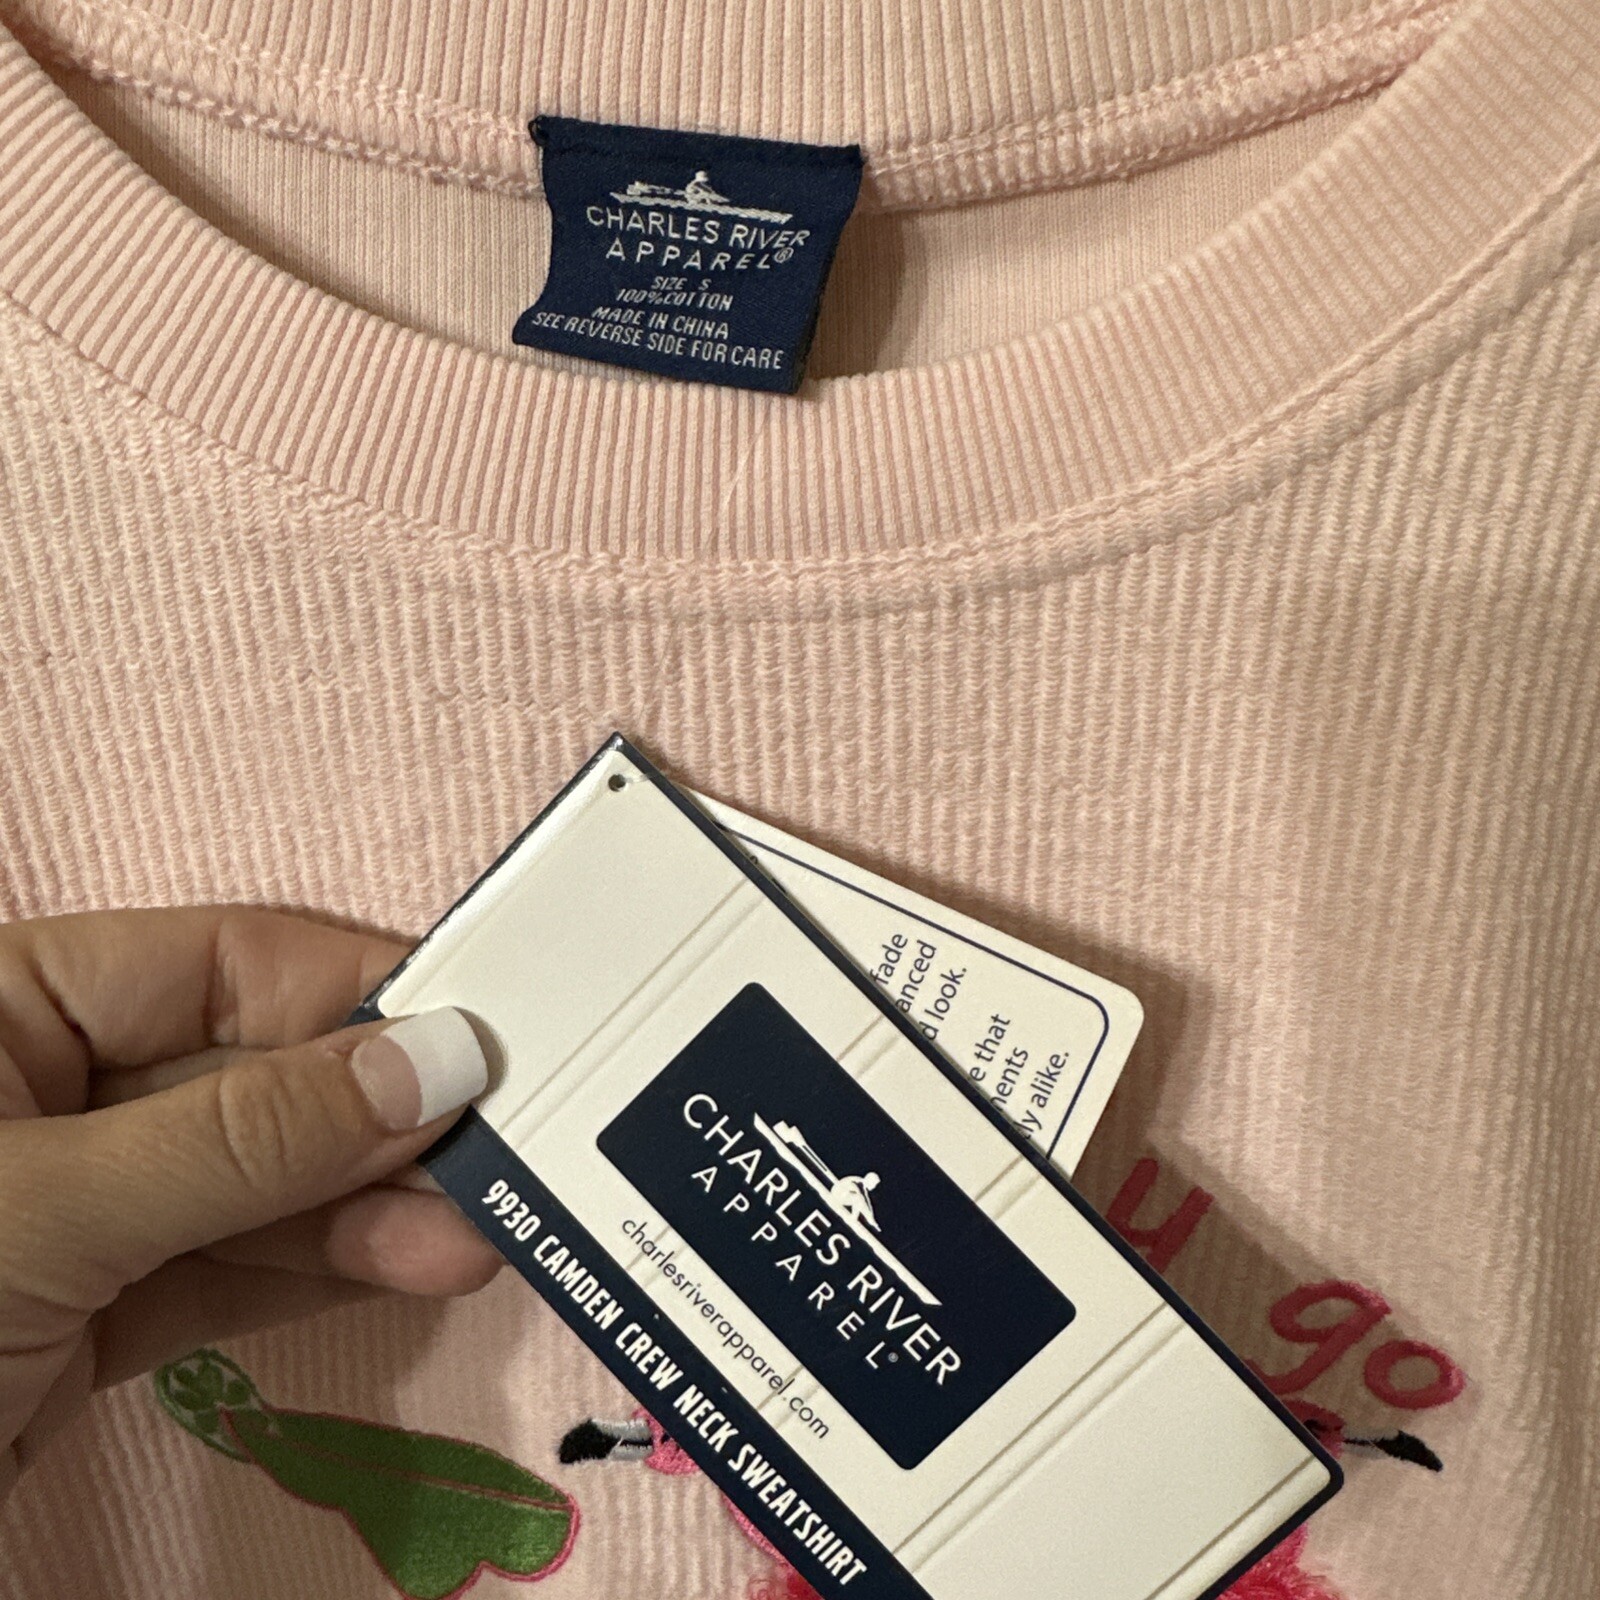 CHARLES RIVER
APPAREL®
SIZE S
100% COTTON
MADE IN CHINA
SEE REVERSE SIDE FOR CARE
fade
anced
look.
that
alike.
CHARLES RIVER
APPAREL®
charlesriverapparel.com
9930 CAMDEN CREW NECK SWEATSHIRT
go